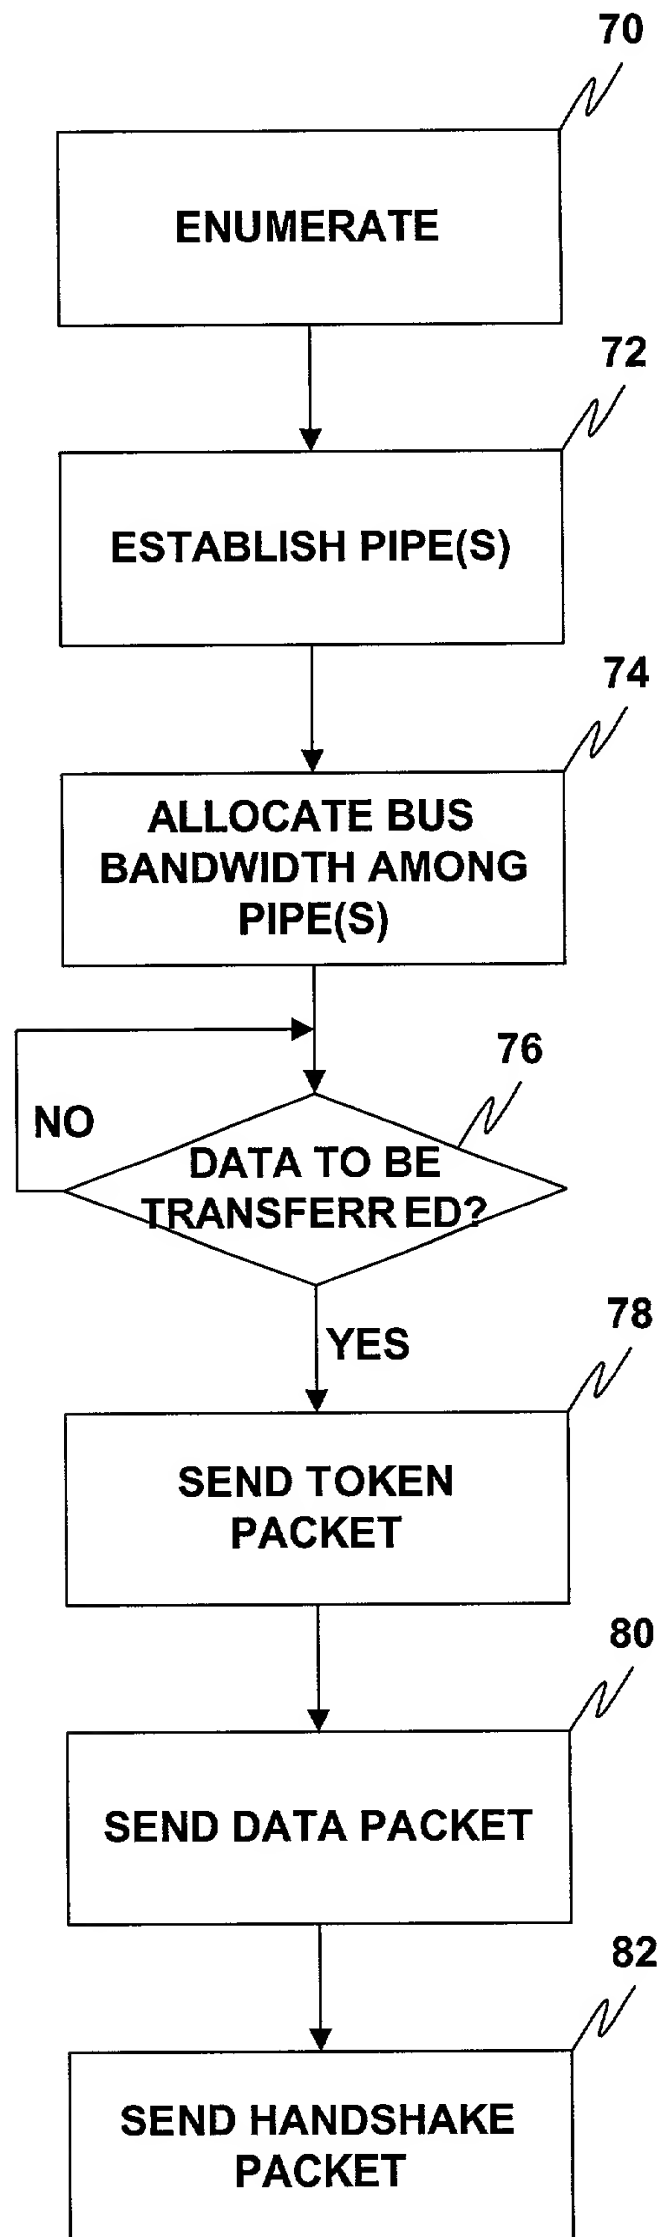 70
ENUMERATE
72
ESTABLISH PIPE(S)
74
ALLOCATE BUS
BANDWIDTH AMONG
PIPE(S)
76
NO
DATA TO BE
TRANSFERR ED?
YES
78
SEND TOKEN
PACKET
80
SEND DATA PACKET
82
SEND HANDSHAKE
PACKET